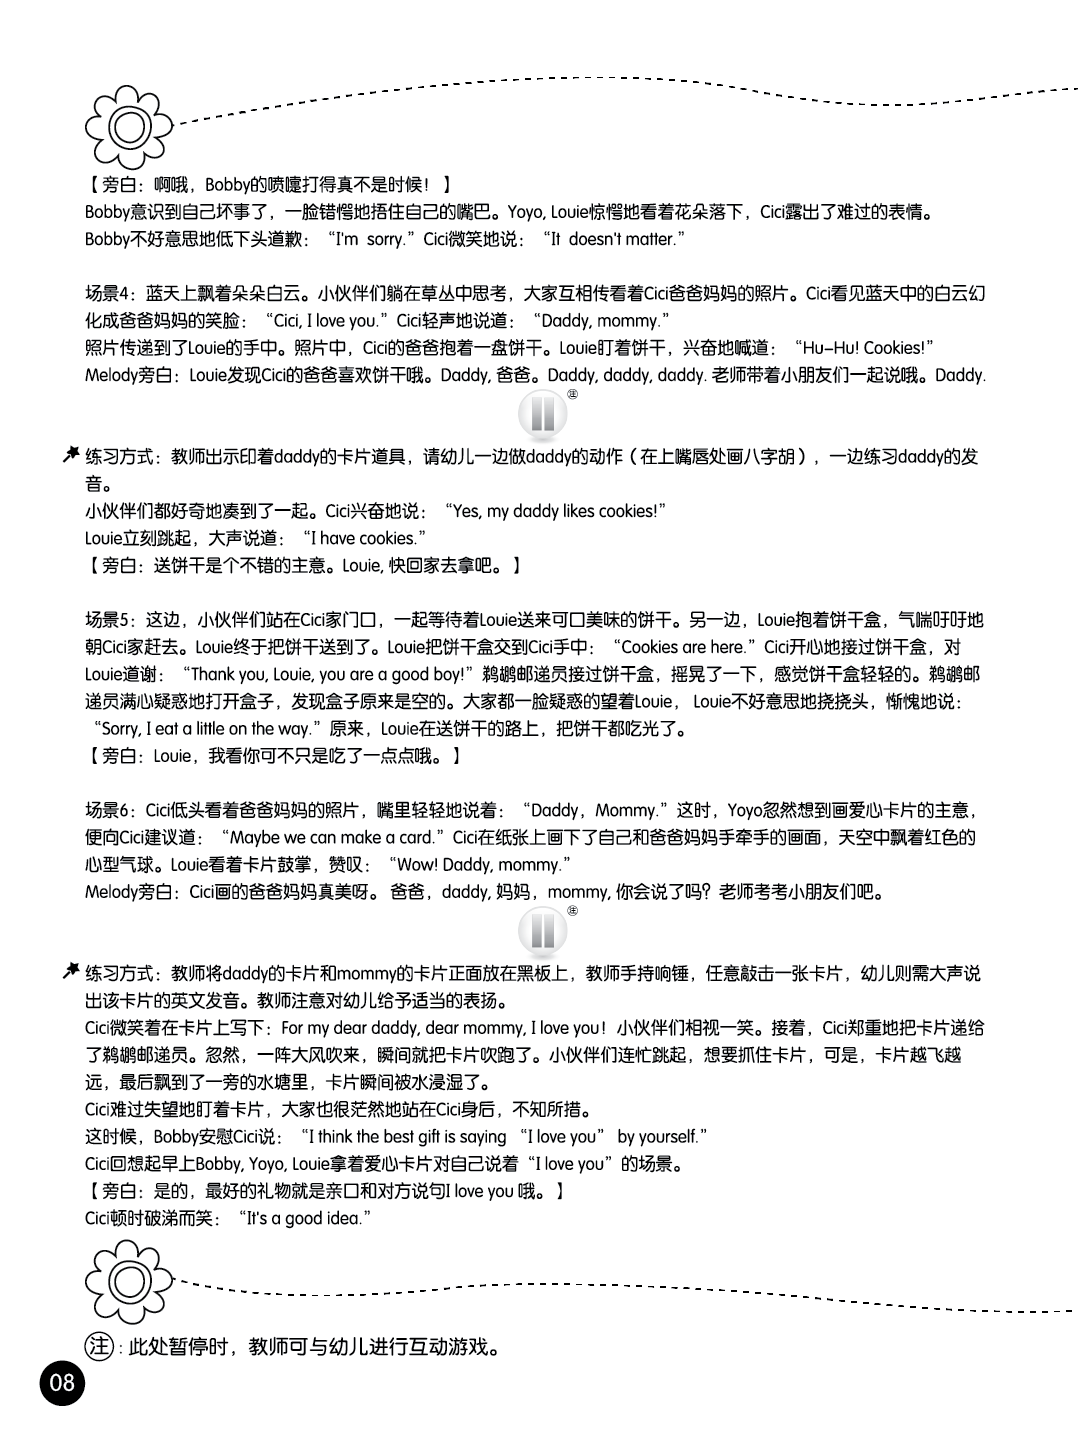 【旁白：啊哦，Bobby的喷嚏打得真不是时候！】
Bobby意识到自己坏事了，一脸错愕地捂住自己的嘴巴。Yoyo, Louie惊愕地看着花朵落下，Cici露出了难过的表情。
Bobby不好意思地低下头道歉：“I'm sorry.”Cici微笑地说：“It doesn't matter.”
场景4：蓝天上飘着朵朵白云。小伙伴们躺在草丛中思考，大家互相传看着Cici爸爸妈妈的照片。Cici看见蓝天中的白云幻
化成爸爸妈妈的笑脸：“Cici, I love you.”Cici轻声地说道：“Daddy, mommy.”
照片传递到了Louie的手中。照片中，Cici的爸爸抱着一盘饼干。Louie盯着饼干，兴奋地喊道：“Hu-Hu! Cookies!”
Melody旁白：Louie发现Cici的爸爸喜欢饼干哦。Daddy, 爸爸。Daddy, daddy, daddy. 老师带着小朋友们一起说哦。Daddy.
注
练习方式：教师出示印着daddy的卡片道具，请幼儿一边做daddy的动作（在上嘴唇处画八字胡），一边练习daddy的发
音。
小伙伴们都好奇地凑到了一起。Cici兴奋地说：“Yes, my daddy likes cookies!”
Louie立刻跳起，大声说道：“I have cookies.”
【旁白：送饼干是个不错的主意。Louie, 快回家去拿吧。】
场景5：这边，小伙伴们站在Cici家门口，一起等待着Louie送来可口美味的饼干。另一边，Louie抱着饼干盒，气喘吁吁地
朝Cici家赶去。Louie终于把饼干送到了。Louie把饼干盒交到Cici手中：“Cookies are here.”Cici开心地接过饼干盒，对
Louie道谢：“Thank you, Louie, you are a good boy!”鹈鹕邮递员接过饼干盒，摇晃了一下，感觉饼干盒轻轻的。鹈鹕邮
递员满心疑惑地打开盒子，发现盒子原来是空的。大家都一脸疑惑的望着Louie， Louie不好意思地挠挠头，惭愧地说：
“Sorry, I eat a little on the way.”原来，Louie在送饼干的路上，把饼干都吃光了。
【旁白：Louie，我看你可不只是吃了一点点哦。】
场景6：Cici低头看着爸爸妈妈的照片，嘴里轻轻地说着：“Daddy，Mommy.”这时，Yoyo忽然想到画爱心卡片的主意，
便向Cici建议道：“Maybe we can make a card.”Cici在纸张上画下了自己和爸爸妈妈手牵手的画面，天空中飘着红色的
心型气球。Louie看着卡片鼓掌，赞叹：“Wow! Daddy, mommy.”
Melody旁白：Cici画的爸爸妈妈真美呀。 爸爸，daddy, 妈妈，mommy, 你会说了吗？老师考考小朋友们吧。
注
练习方式：教师将daddy的卡片和mommy的卡片正面放在黑板上，教师手持响锤，任意敲击一张卡片，幼儿则需大声说
出该卡片的英文发音。教师注意对幼儿给予适当的表扬。
Cici微笑着在卡片上写下：For my dear daddy, dear mommy, I love you！小伙伴们相视一笑。接着，Cici郑重地把卡片递给
了鹈鹕邮递员。忽然，一阵大风吹来，瞬间就把卡片吹跑了。小伙伴们连忙跳起，想要抓住卡片，可是，卡片越飞越
远，最后飘到了一旁的水塘里，卡片瞬间被水浸湿了。
Cici难过失望地盯着卡片，大家也很茫然地站在Cici身后，不知所措。
这时候，Bobby安慰Cici说：“I think the best gift is saying “I love you” by yourself.”
Cici回想起早上Bobby, Yoyo, Louie拿着爱心卡片对自己说着“I love you”的场景。
【旁白：是的，最好的礼物就是亲口和对方说句I love you 哦。】
Cici顿时破涕而笑：“It's a good idea.”
注：此处暂停时，教师可与幼儿进行互动游戏。
08